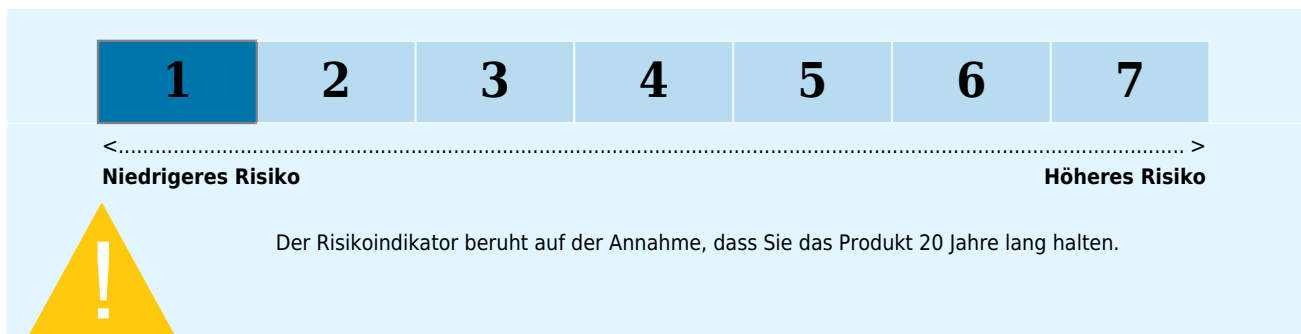 1 2 3 4 5 6 7
<........................................................................................................................................................................................ >
Niedrigeres Risiko Höheres Risiko
!
Der Risikoindikator beruht auf der Annahme, dass Sie das Produkt 20 Jahre lang halten.